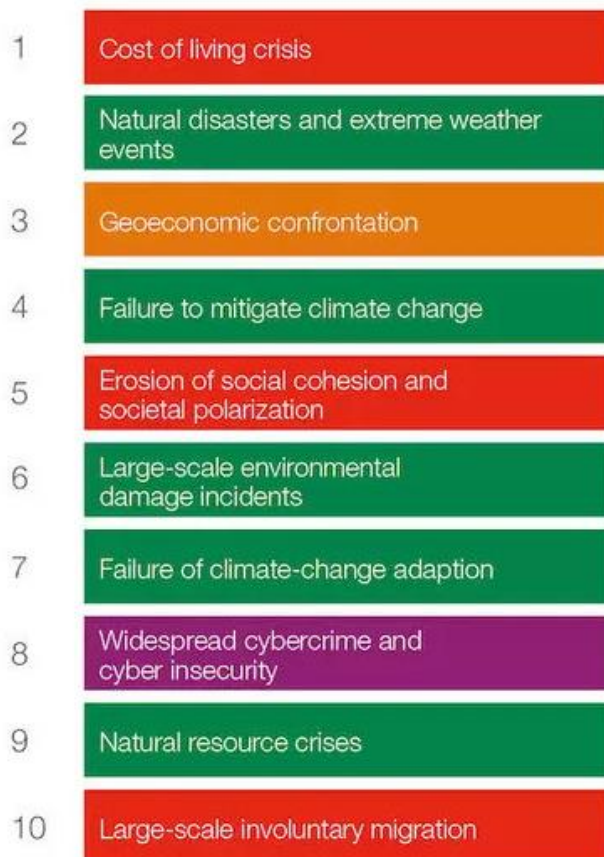 1 Cost of living crisis
2 Natural disasters and extreme weather
events
3 Geoeconomic confrontation
4 Failure to mitigate climate change
5 Erosion of social cohesion and
societal polarization
6 Large-scale environmental
damage incidents
7 Failure of climate-change adaption
8 Widespread cybercrime and
cyber insecurity
9 Natural resource crises
10 Large-scale involuntary migration